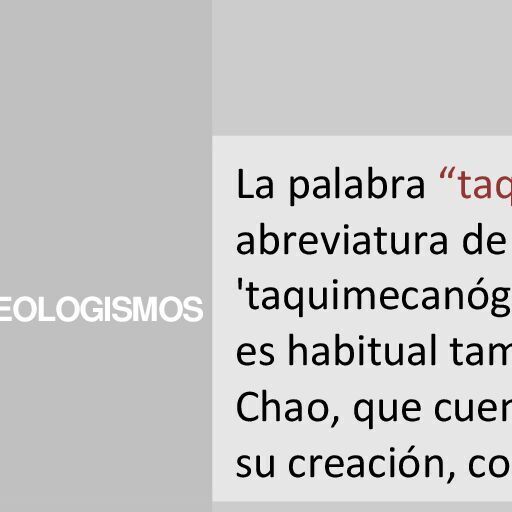 EOLOGISMOS
La palabra “taq
abreviatura de
'taquimecanóg
es habitual tam
Chao, que cuen
su creación, co